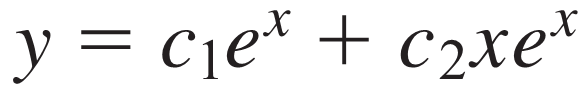 y = c₁eˣ + c₂xeˣ